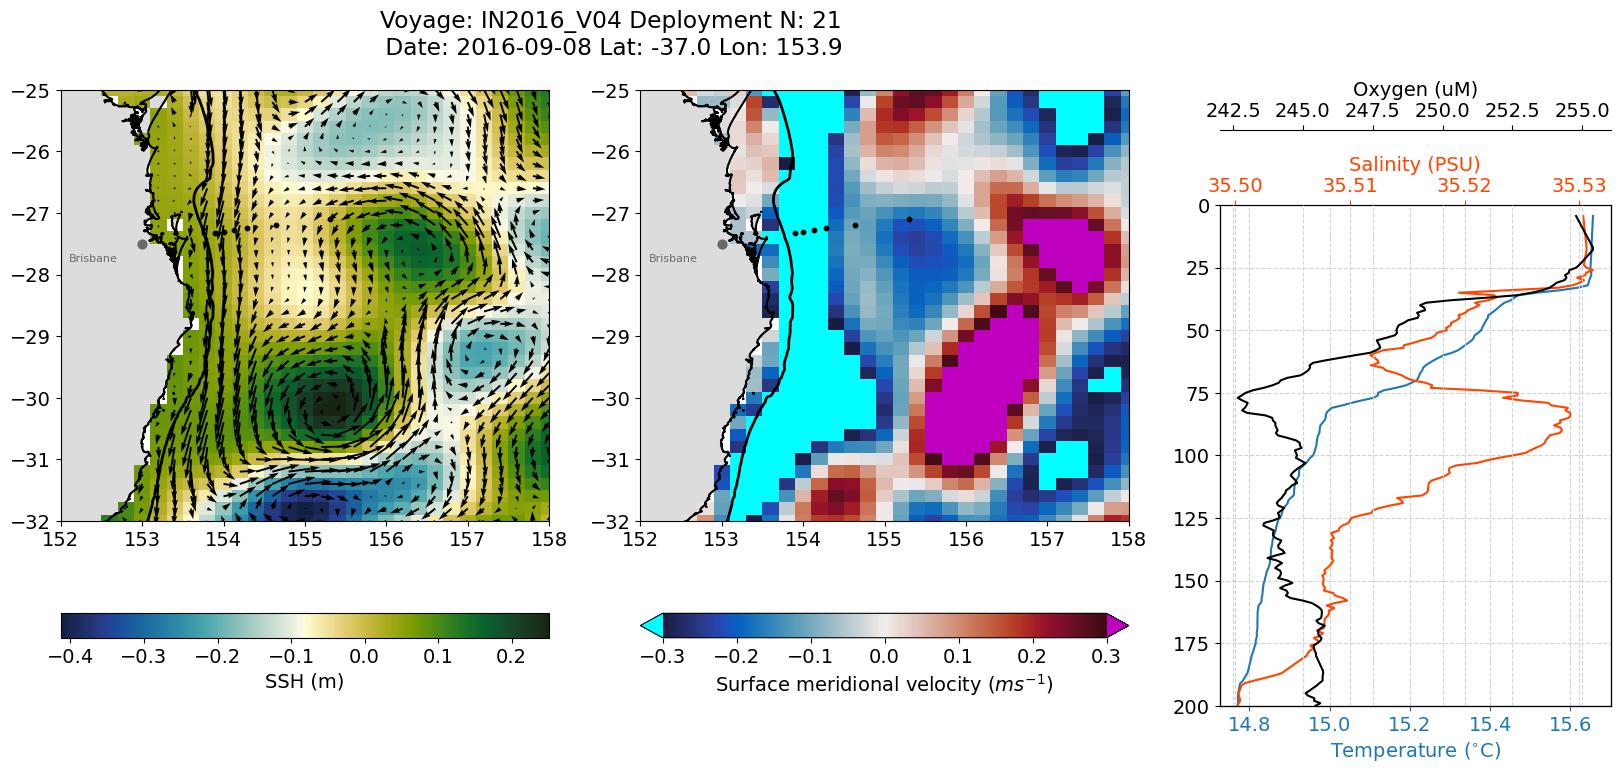 Voyage: IN2016_V04 Deployment N: 21
Date: 2016-09-08 Lat: -37.0 Lon: 153.9
−25
−26
−27
−28
−29
−30
−31
−32
152 153 154 155 156 157 158
Brisbane
−0.4 −0.3 −0.2 −0.1 0.0 0.1 0.2
SSH (m)
−25
−26
−27
−28
−29
−30
−31
−32
152 153 154 155 156 157 158
Brisbane
−0.3 −0.2 −0.1 0.0 0.1 0.2 0.3
Surface meridional velocity (ms⁻¹)
Oxygen (uM)
242.5 245.0 247.5 250.0 252.5 255.0
Salinity (PSU)
35.50 35.51 35.52 35.53
0
25
50
75
100
125
150
175
200
14.8 15.0 15.2 15.4 15.6
Temperature (°C)